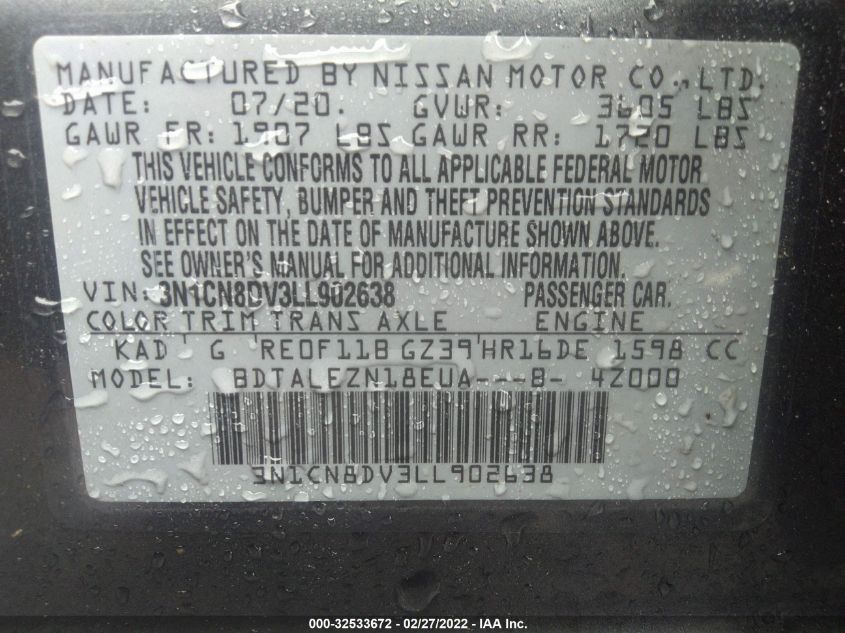 MANUFACTURED BY NISSAN MOTOR CO., LTD.
DATE: 07/20. GVWR: 3605 LBS
GAWR FR: 1907 LBS GAWR RR: 1720 LBS
THIS VEHICLE CONFORMS TO ALL APPLICABLE FEDERAL MOTOR
VEHICLE SAFETY, BUMPER AND THEFT PREVENTION STANDARDS
IN EFFECT ON THE DATE OF MANUFACTURE SHOWN ABOVE.
SEE OWNER'S MANUAL FOR ADDITIONAL INFORMATION.
VIN: 3N1CN8DV3LL902638 PASSENGER CAR.
COLOR TRIM TRANS AXLE ENGINE
KAD ' G ' RE0F11B GZ39'HR16DE 1598 CC
MODEL: BDTALEZN18EUA---B- 4Z000
3N1CN8DV3LL902638
000-32533672 - 02/27/2022 - IAA Inc.